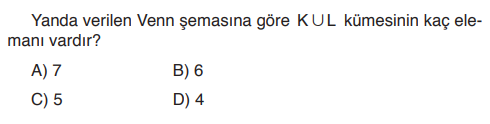 Yanda verilen Venn şemasına göre K∪L kümesinin kaç ele-
manı vardır?
A) 7 B) 6
C) 5 D) 4